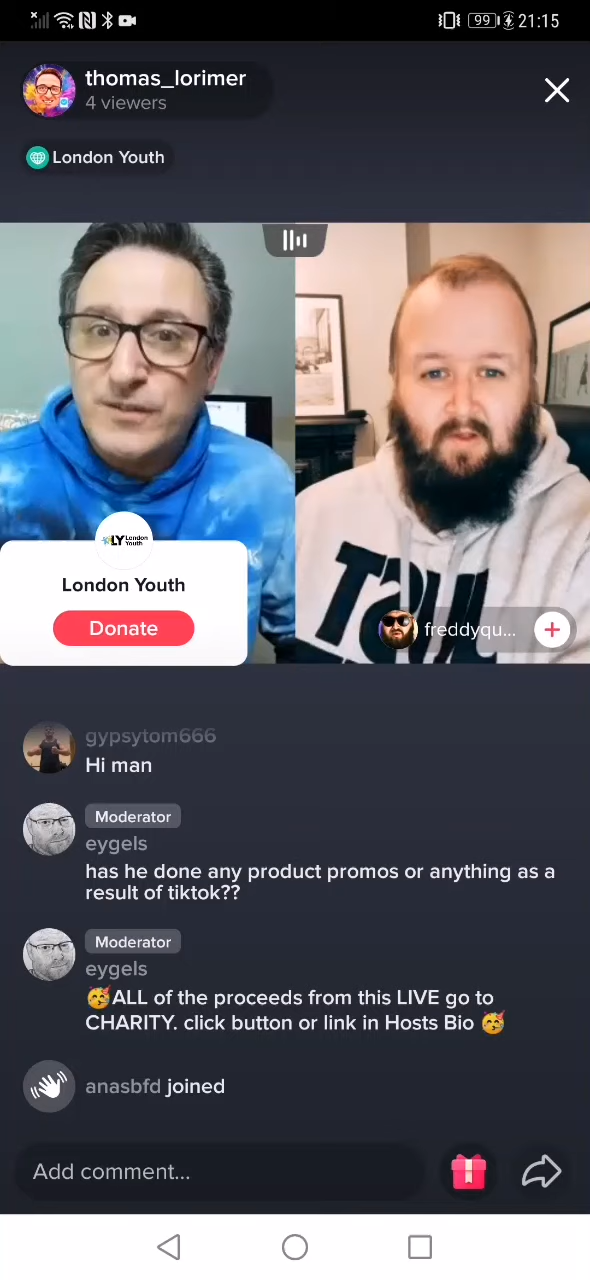 99 21:15
thomas_lorimer
4 viewers
London Youth
LY London Youth
London Youth
Donate
freddyqu...
gypsytom666
Hi man
Moderator
eygels
has he done any product promos or anything as a
result of tiktok??
Moderator
eygels
🥳ALL of the proceeds from this LIVE go to
CHARITY. click button or link in Hosts Bio 🥳
anasbfd joined
Add comment...